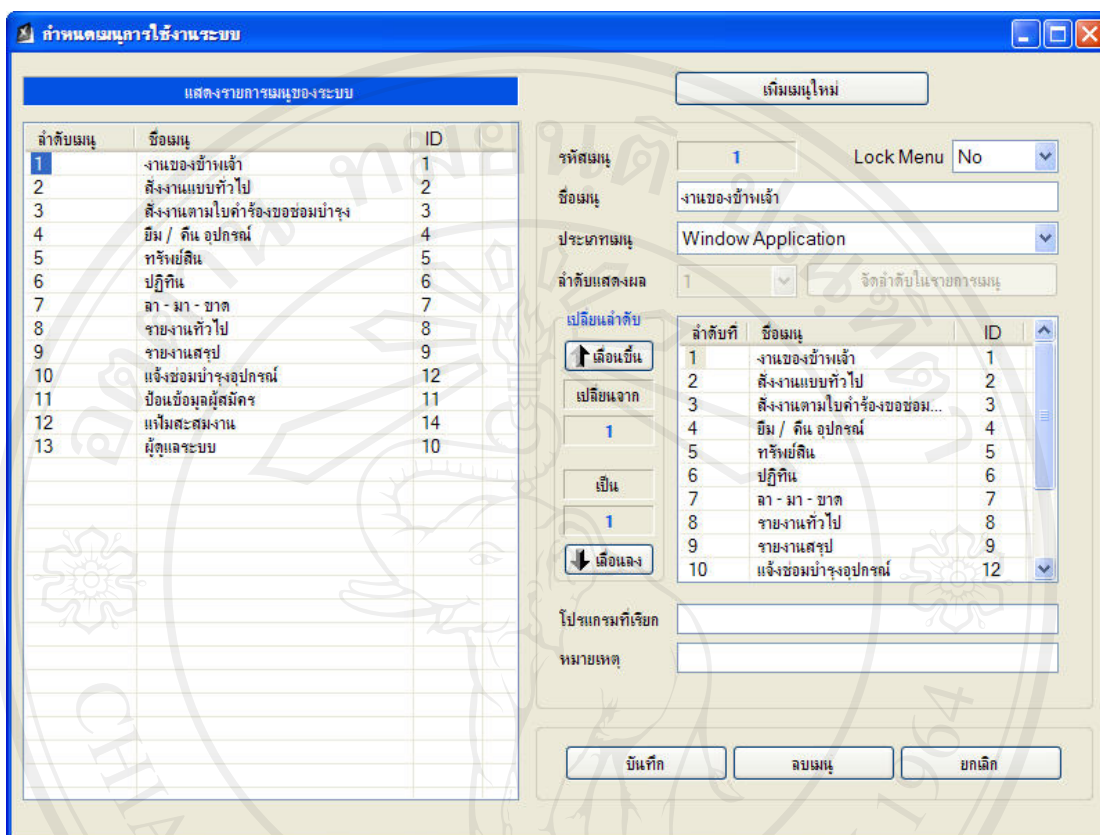 กำหนดเมนูการใช้งานระบบ
แสดงรายการเมนูของระบบ
ลำดับเมนู ชื่อเมนู ID
1 งานของข้าพเจ้า 1
2 สั่งงานแบบทั่วไป 2
3 สั่งงานตามใบคำร้องขอซ่อมบำรุง 3
4 ยืม / คืน อุปกรณ์ 4
5 ทรัพย์สิน 5
6 ปฏิทิน 6
7 ลา - มา - ขาด 7
8 รายงานทั่วไป 8
9 รายงานสรุป 9
10 แจ้งซ่อมบำรุงอุปกรณ์ 12
11 ป้อนข้อมูลผู้สมัคร 11
12 แฟ้มสะสมงาน 14
13 ผู้ดูแลระบบ 10
เพิ่มเมนูใหม่
รหัสเมนู 1 Lock Menu No
ชื่อเมนู งานของข้าพเจ้า
ประเภทเมนู Window Application
ลำดับแสดงผล 1 จัดลำดับในรายการเมนู
เปลี่ยนลำดับ
เลื่อนขึ้น
เปลี่ยนจาก
1
เป็น
1
เลื่อนลง
ลำดับที่ ชื่อเมนู ID
1 งานของข้าพเจ้า 1
2 สั่งงานแบบทั่วไป 2
3 สั่งงานตามใบคำร้องขอซ่อม... 3
4 ยืม / คืน อุปกรณ์ 4
5 ทรัพย์สิน 5
6 ปฏิทิน 6
7 ลา - มา - ขาด 7
8 รายงานทั่วไป 8
9 รายงานสรุป 9
10 แจ้งซ่อมบำรุงอุปกรณ์ 12
โปรแกรมที่เรียก
หมายเหตุ
บันทึก ลบเมนู ยกเลิก
1964